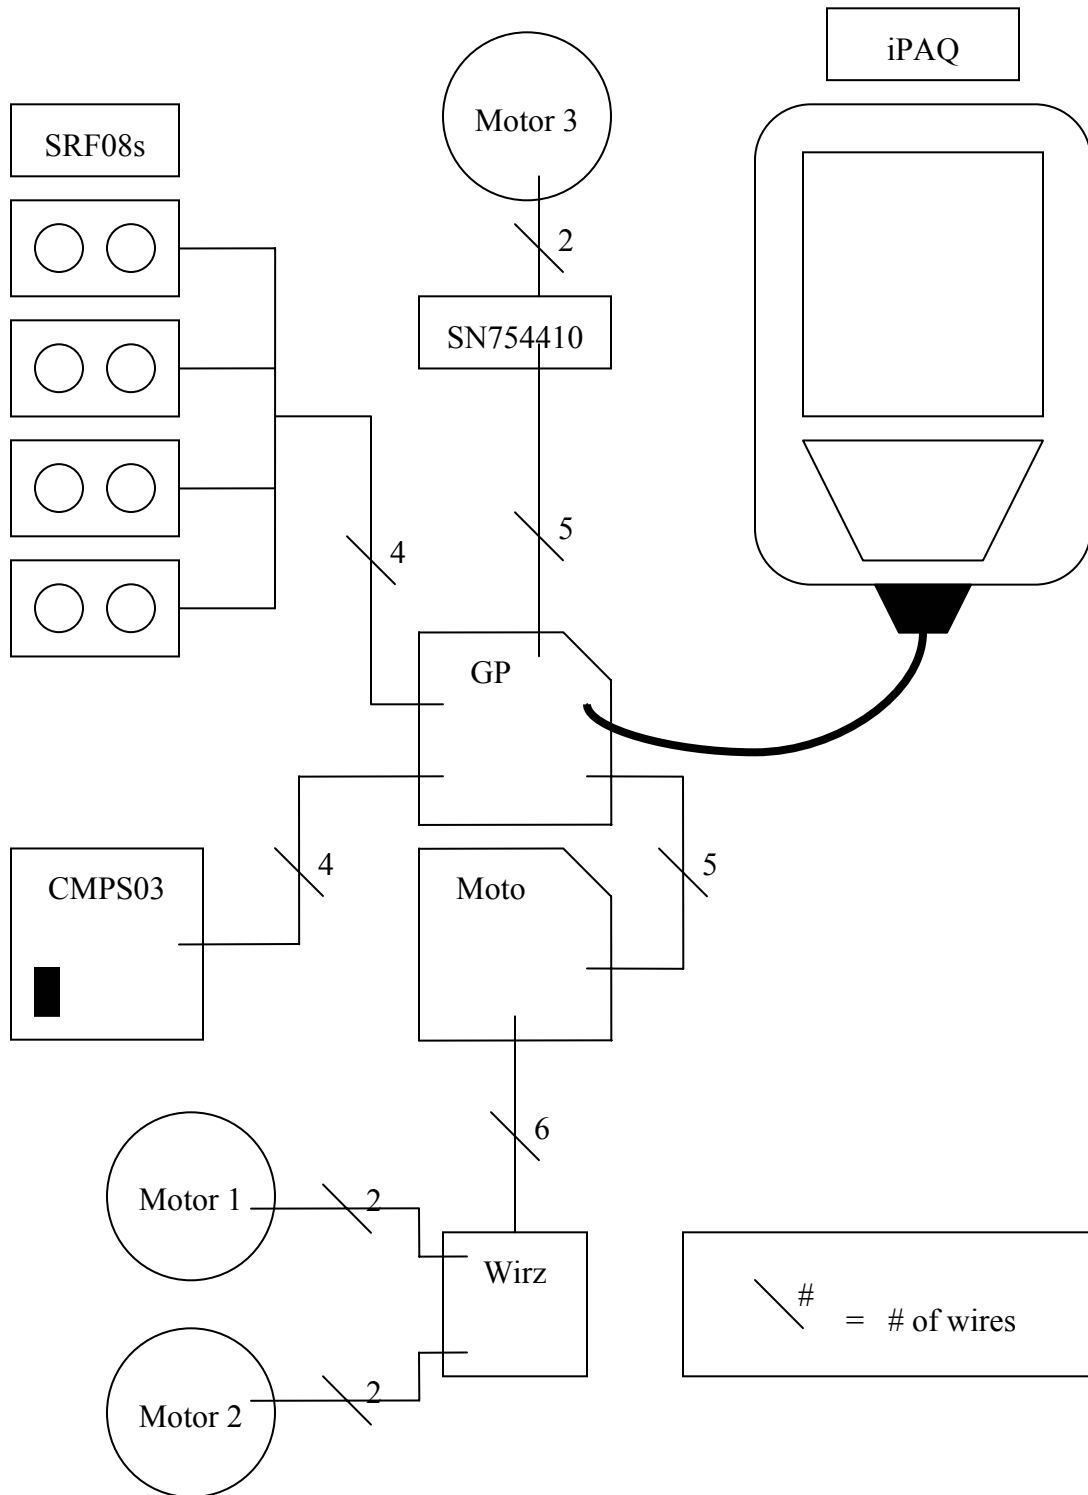 iPAQ
Motor 3
SRF08s
2
SN754410
5
4
GP
4
5
CMPS03
Moto
6
Motor 1
2
Wirz
#
= # of wires
2
Motor 2